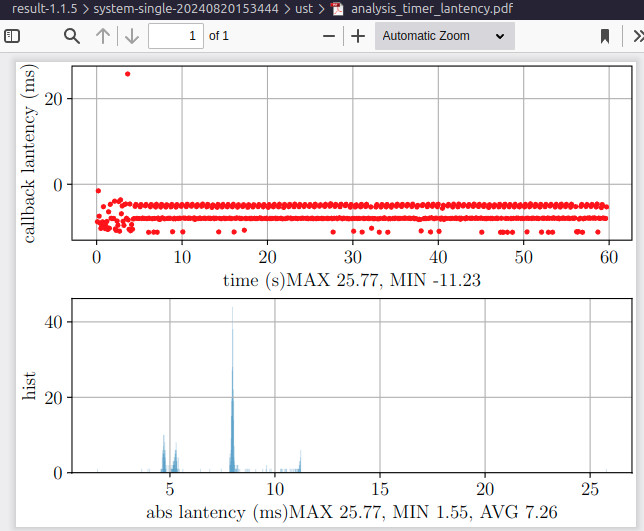 result-1.1.5 > system-single-20240820153444 > ust > analysis_timer_lantency.pdf
1 of 1 − + Automatic Zoom
callback lantency (ms)
20
0
0 10 20 30 40 50 60
time (s)MAX 25.77, MIN -11.23
hist
40
20
0
5 10 15 20 25
abs lantency (ms)MAX 25.77, MIN 1.55, AVG 7.26